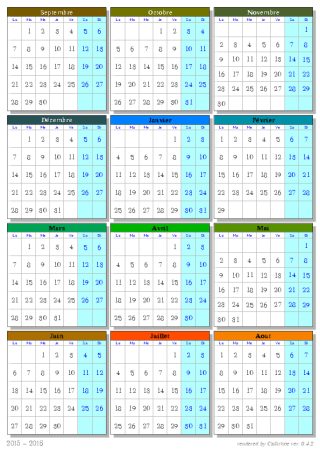 Septembre
Lu Ma Me Je Ve Sa Di
1 2 3 4 5 6
7 8 9 10 11 12 13
14 15 16 17 18 19 20
21 22 23 24 25 26 27
28 29 30
Octobre
Lu Ma Me Je Ve Sa Di
1 2 3 4
5 6 7 8 9 10 11
12 13 14 15 16 17 18
19 20 21 22 23 24 25
26 27 28 29 30 31
Novembre
Lu Ma Me Je Ve Sa Di
1
2 3 4 5 6 7 8
9 10 11 12 13 14 15
16 17 18 19 20 21 22
23 24 25 26 27 28 29
30
Décembre
Lu Ma Me Je Ve Sa Di
1 2 3 4 5 6
7 8 9 10 11 12 13
14 15 16 17 18 19 20
21 22 23 24 25 26 27
28 29 30 31
Janvier
Lu Ma Me Je Ve Sa Di
1 2 3
4 5 6 7 8 9 10
11 12 13 14 15 16 17
18 19 20 21 22 23 24
25 26 27 28 29 30 31
Février
Lu Ma Me Je Ve Sa Di
1 2 3 4 5 6 7
8 9 10 11 12 13 14
15 16 17 18 19 20 21
22 23 24 25 26 27 28
29
Mars
Lu Ma Me Je Ve Sa Di
1 2 3 4 5 6
7 8 9 10 11 12 13
14 15 16 17 18 19 20
21 22 23 24 25 26 27
28 29 30 31
Avril
Lu Ma Me Je Ve Sa Di
1 2 3
4 5 6 7 8 9 10
11 12 13 14 15 16 17
18 19 20 21 22 23 24
25 26 27 28 29 30
Mai
Lu Ma Me Je Ve Sa Di
1
2 3 4 5 6 7 8
9 10 11 12 13 14 15
16 17 18 19 20 21 22
23 24 25 26 27 28 29
30 31
Juin
Lu Ma Me Je Ve Sa Di
1 2 3 4 5
6 7 8 9 10 11 12
13 14 15 16 17 18 19
20 21 22 23 24 25 26
27 28 29 30
Juillet
Lu Ma Me Je Ve Sa Di
1 2 3
4 5 6 7 8 9 10
11 12 13 14 15 16 17
18 19 20 21 22 23 24
25 26 27 28 29 30 31
Aout
Lu Ma Me Je Ve Sa Di
1 2 3 4 5 6 7
8 9 10 11 12 13 14
15 16 17 18 19 20 21
22 23 24 25 26 27 28
29 30 31
2015 - 2016
rendered by ver.